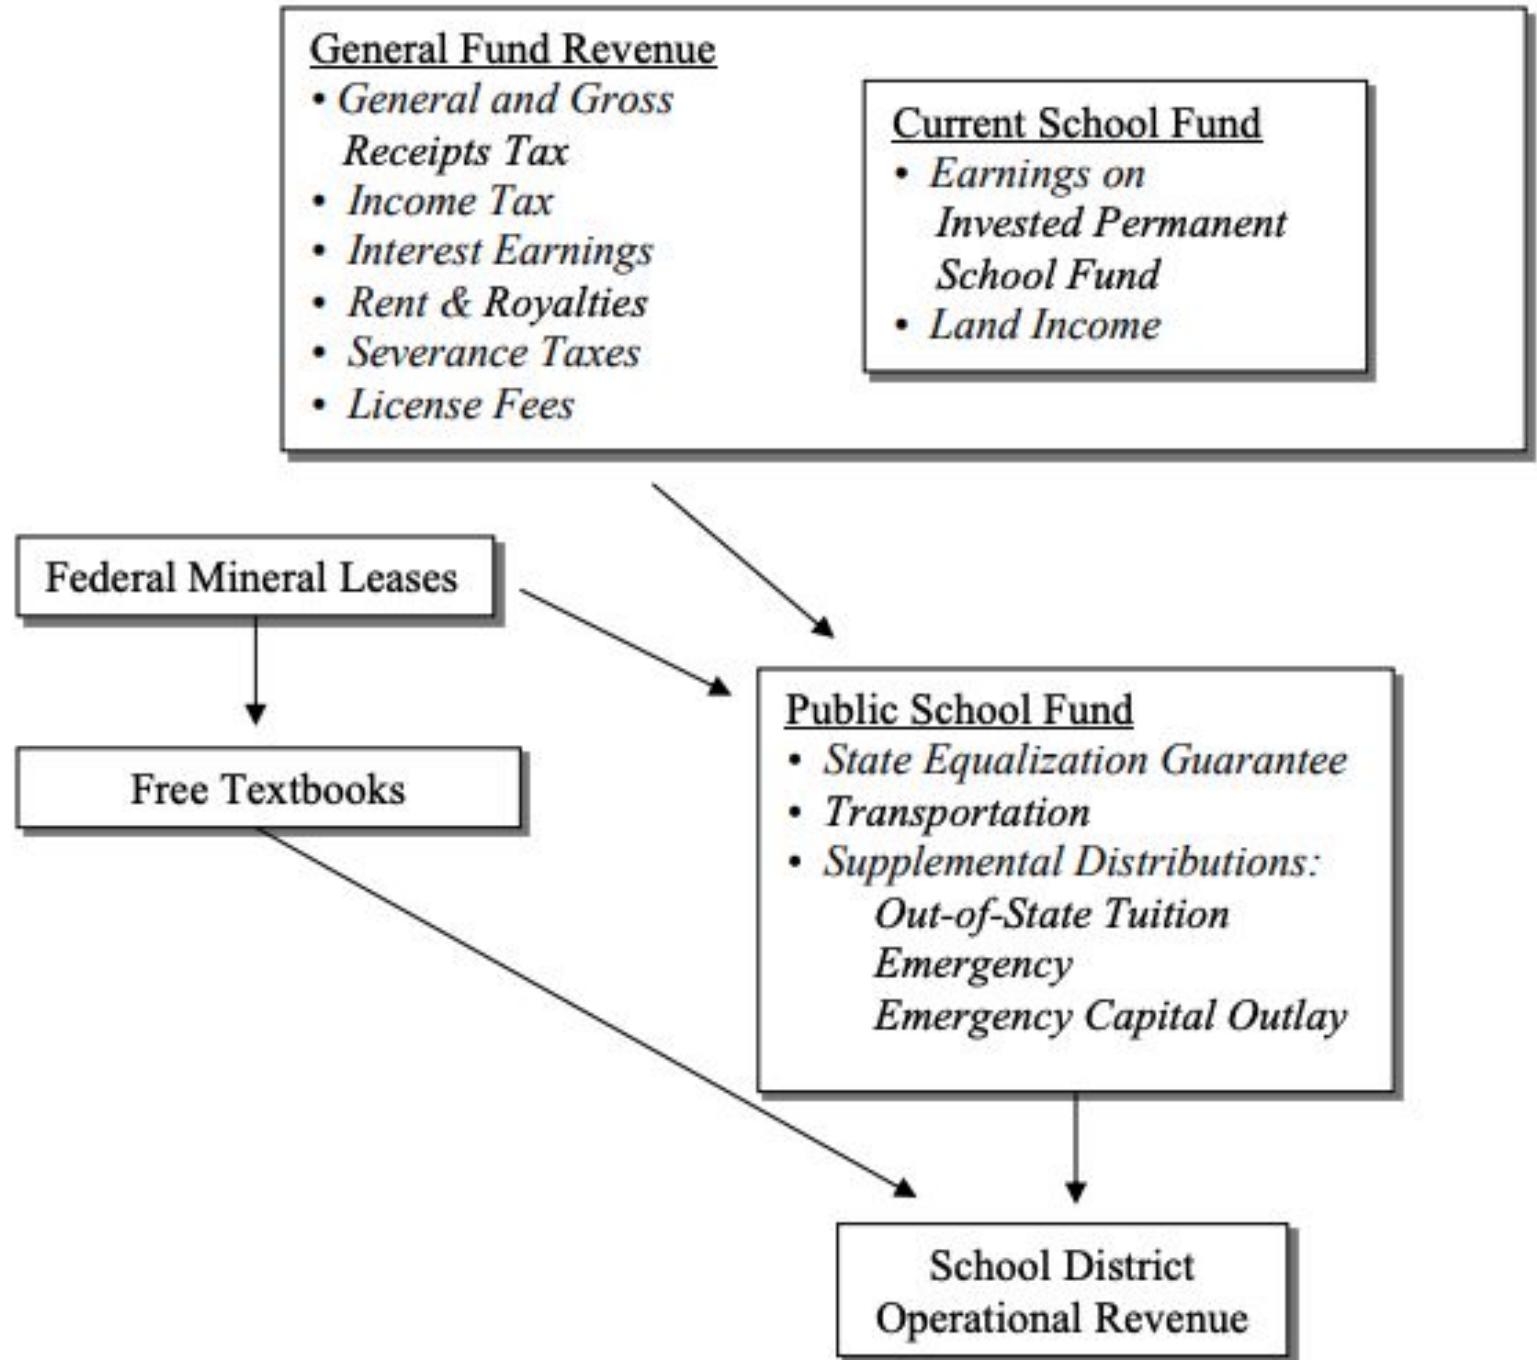 General Fund Revenue
• General and Gross
Receipts Tax
• Income Tax
• Interest Earnings
• Rent & Royalties
• Severance Taxes
• License Fees
Current School Fund
• Earnings on
Invested Permanent
School Fund
• Land Income
Federal Mineral Leases
Free Textbooks
Public School Fund
• State Equalization Guarantee
• Transportation
• Supplemental Distributions:
Out-of-State Tuition
Emergency
Emergency Capital Outlay
School District
Operational Revenue